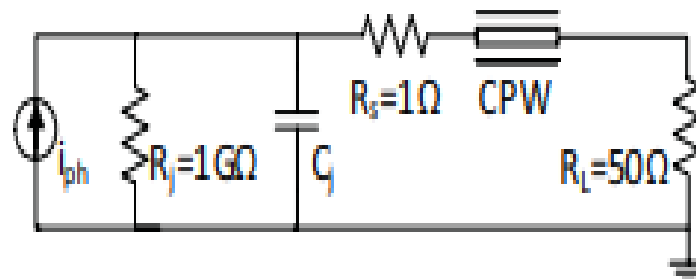 Rs=1Ω CPW
iph Rj=1GΩ Cj RL=50Ω